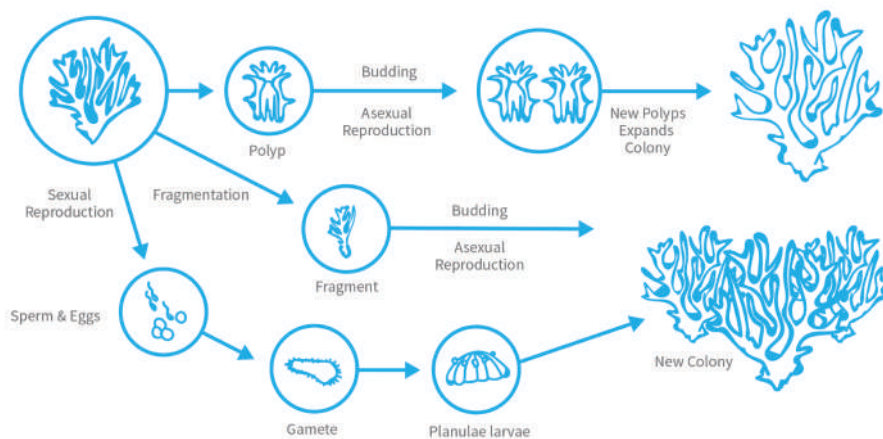 Budding
Asexual
Reproduction
Polyp
New Polyps
Expands
Colony
Sexual
Reproduction
Fragmentation
Budding
Asexual
Reproduction
Fragment
Sperm & Eggs
New Colony
Gamete
Planulae larvae